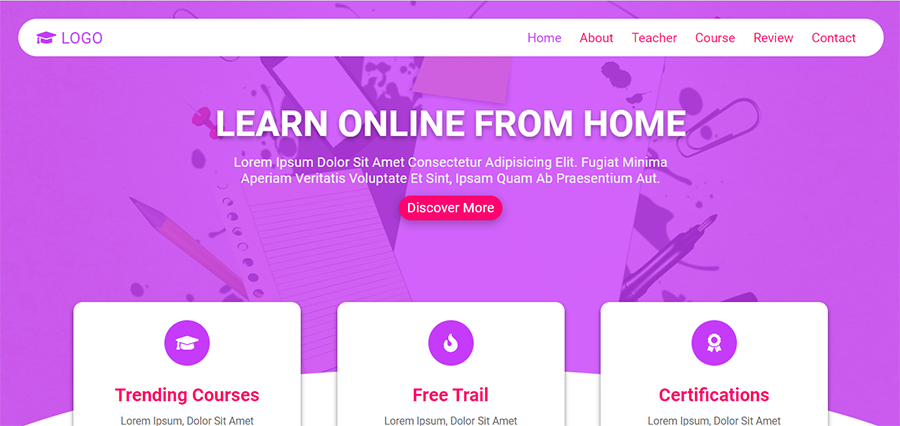 LOGO
Home About Teacher Course Review Contact
LEARN ONLINE FROM HOME
Lorem Ipsum Dolor Sit Amet Consectetur Adipisicing Elit. Fugiat Minima
Aperiam Veritatis Voluptate Et Sint, Ipsam Quam Ab Praesentium Aut.
Discover More
Trending Courses
Lorem Ipsum, Dolor Sit Amet
Free Trail
Lorem Ipsum, Dolor Sit Amet
Certifications
Lorem Ipsum, Dolor Sit Amet